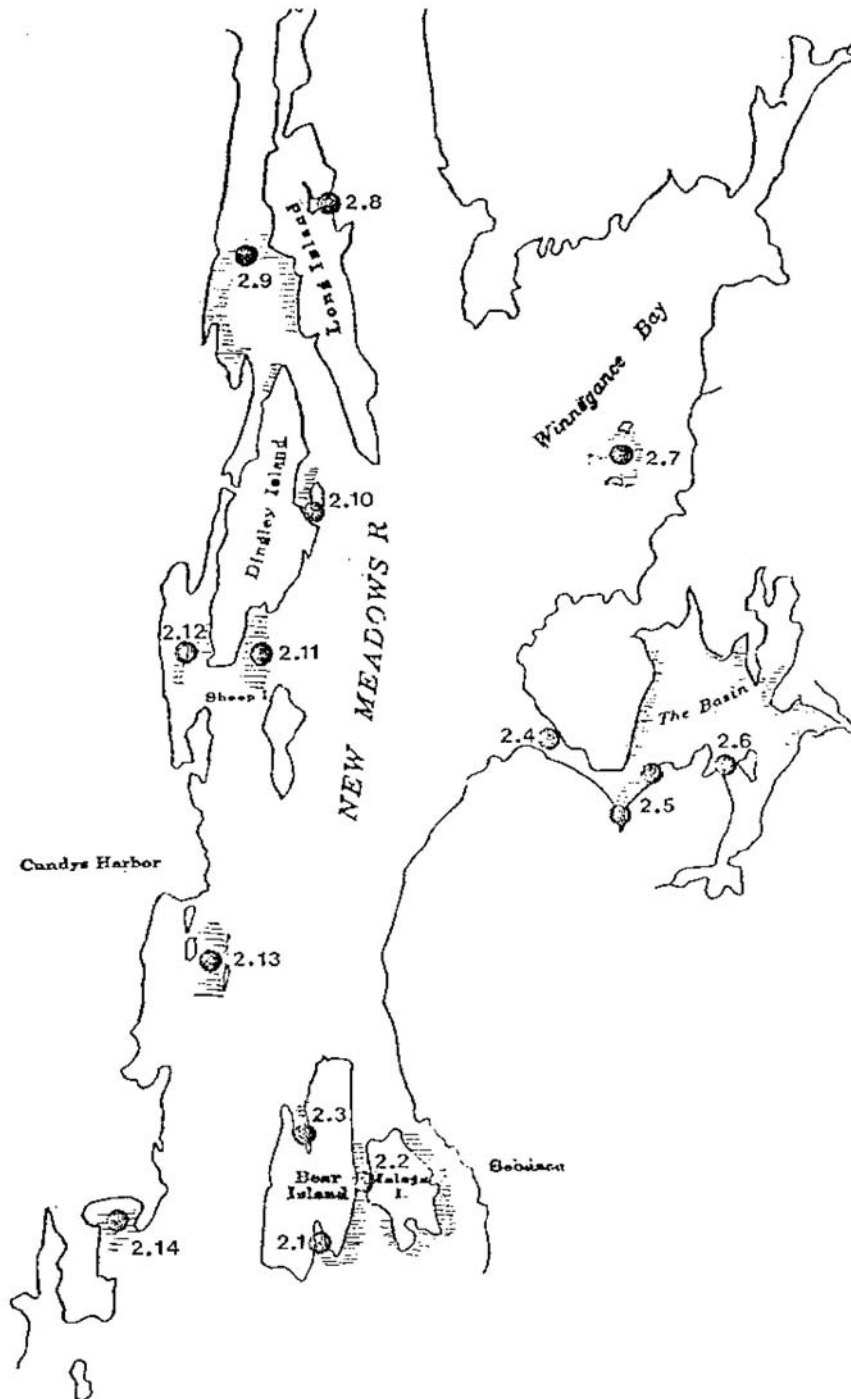 2.8
Long Island
2.9
Winnegance Bay
2.7
Dingley Island
2.10
NEW MEADOWS R
2.12
2.11
Sheep I
The Basin
2.4
2.6
2.5
Cundys Harbor
2.13
2.3
2.2
Bear
Island
Malaga
I.
2.1
2.14